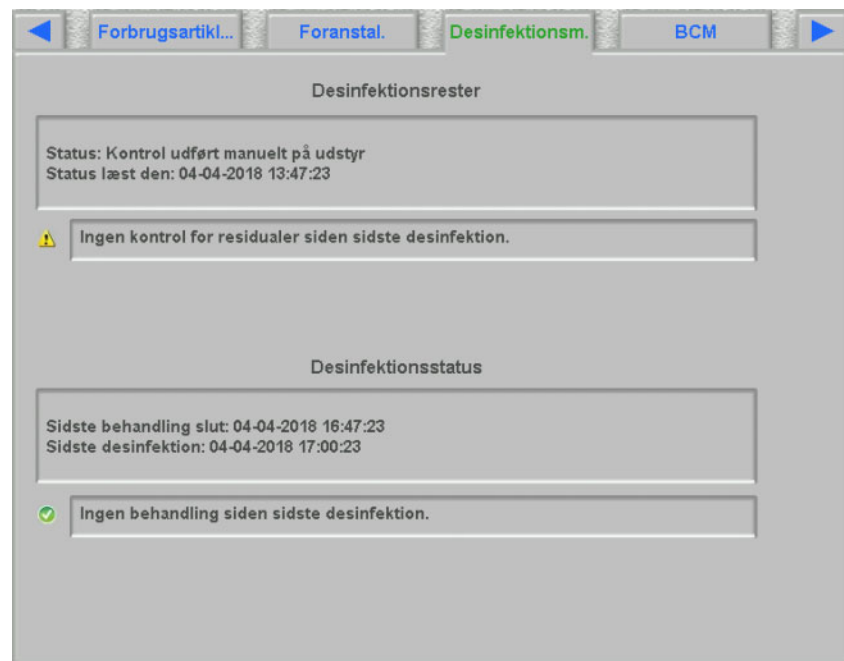 Forbrugsartikl...
Foranstal.
Desinfektionsm.
BCM
Desinfektionsrester
Status: Kontrol udført manuelt på udstyr
Status læst den: 04-04-2018 13:47:23
Ingen kontrol for residualer siden sidste desinfektion.
Desinfektionsstatus
Sidste behandling slut: 04-04-2018 16:47:23
Sidste desinfektion: 04-04-2018 17:00:23
Ingen behandling siden sidste desinfektion.